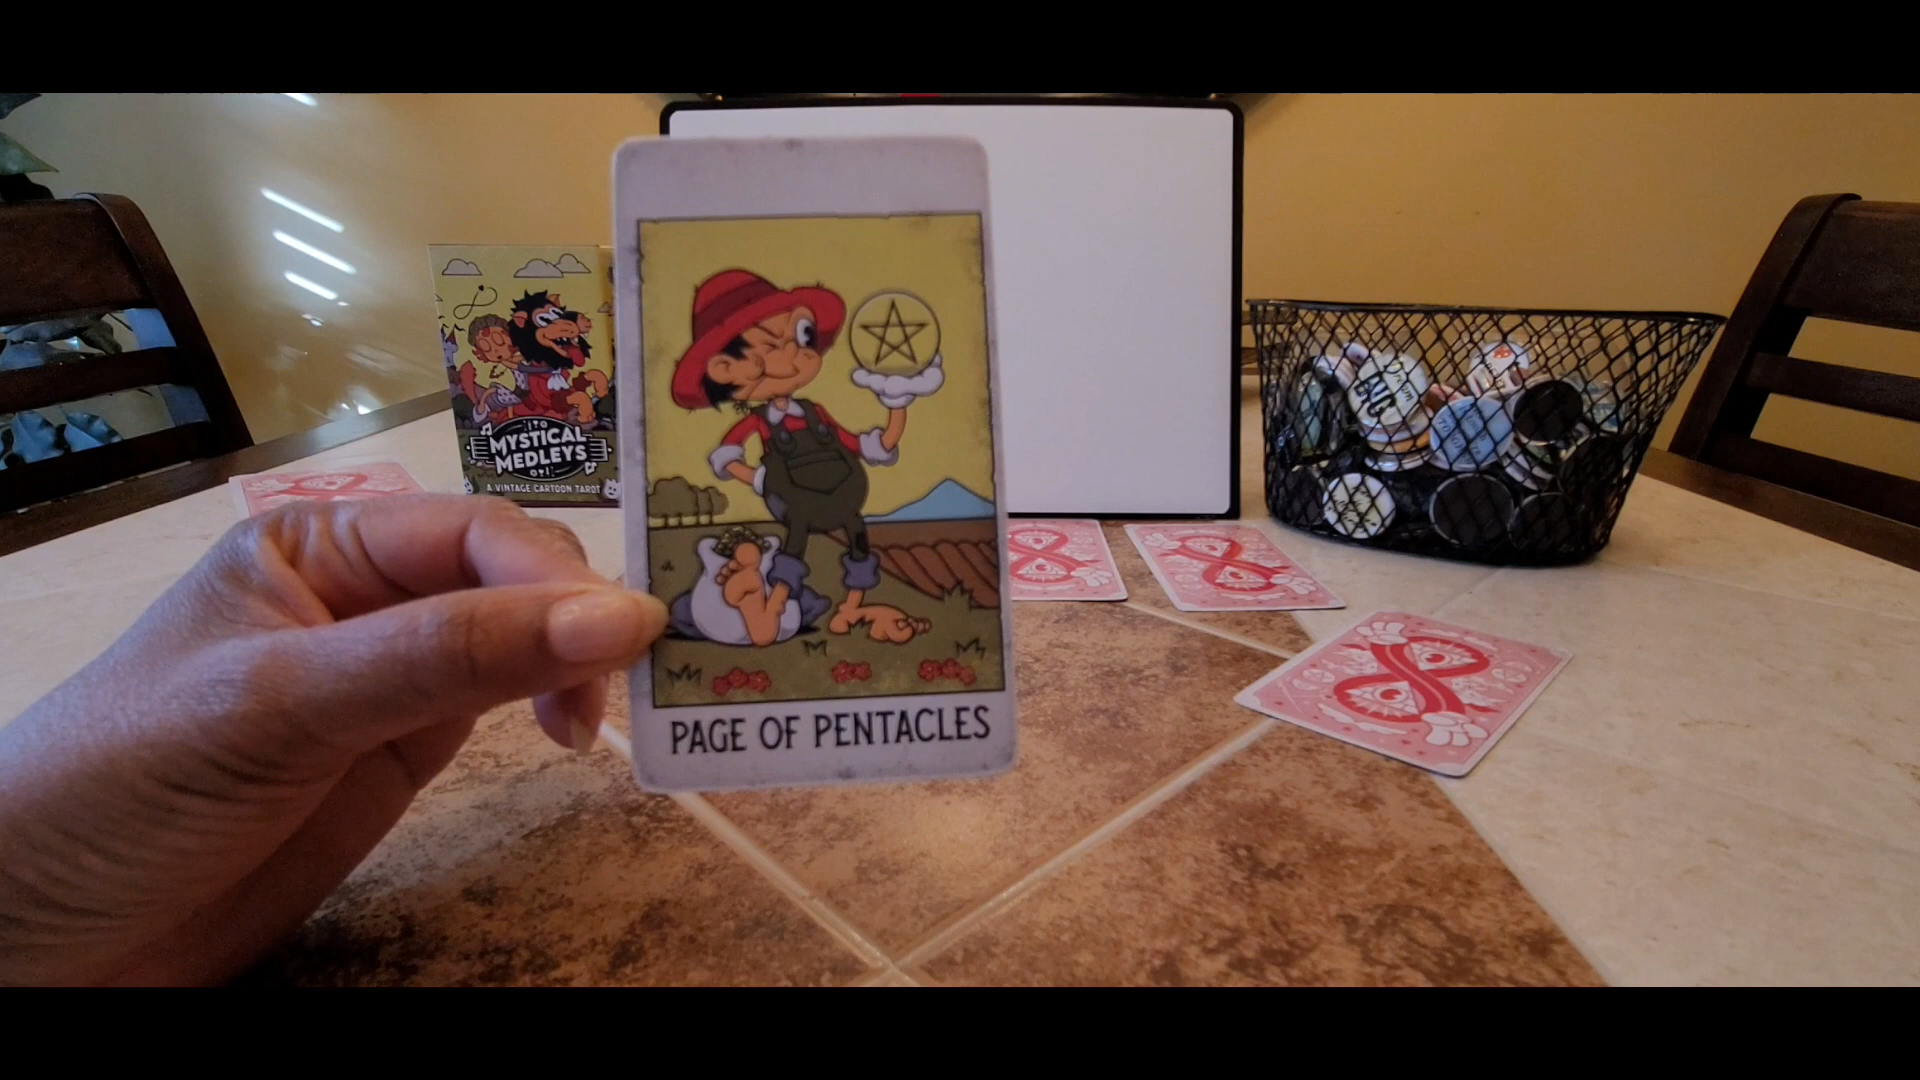 MYSTICAL
MEDLEYS
A VINTAGE CARTOON TAROT
PAGE OF PENTACLES